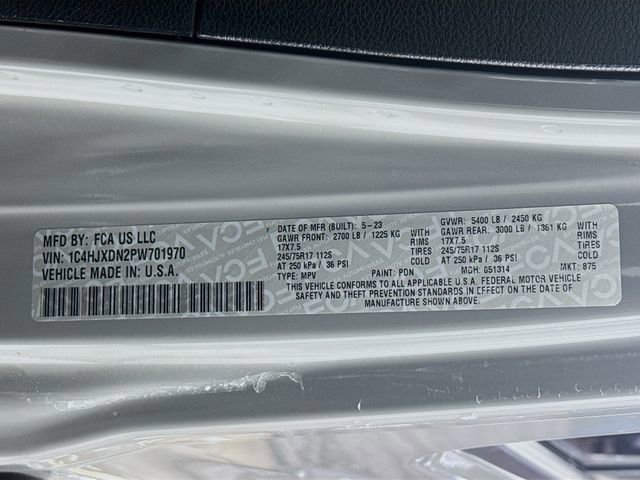 MFD BY: FCA US LLC
VIN: 1C4HJXDN2PW701970
VEHICLE MADE IN U.S.A.
DATE OF MFR (BUILT) 5-23
GAWR FRONT: 2700 LB / 1225 KG
17X7.5
245/75R17 112S
AT 250 kPa / 36 PSI
TYPE: MPV PAINT: PDN
WITH
RIMS
TIRES
COLD
GVWR: 5400 LB / 2450 KG
GAWR REAR: 3000 LB / 1361 KG
17X7.5
245/75R17 112S
AT 250 kPa / 36 PSI
MDH: 051314 MKT: 875
WITH
RIMS
TIRES
COLD
THIS VEHICLE CONFORMS TO ALL APPLICABLE U.S.A. FEDERAL MOTOR VEHICLE
SAFETY AND THEFT PREVENTION STANDARDS IN EFFECT ON THE DATE OF
MANUFACTURE SHOWN ABOVE.